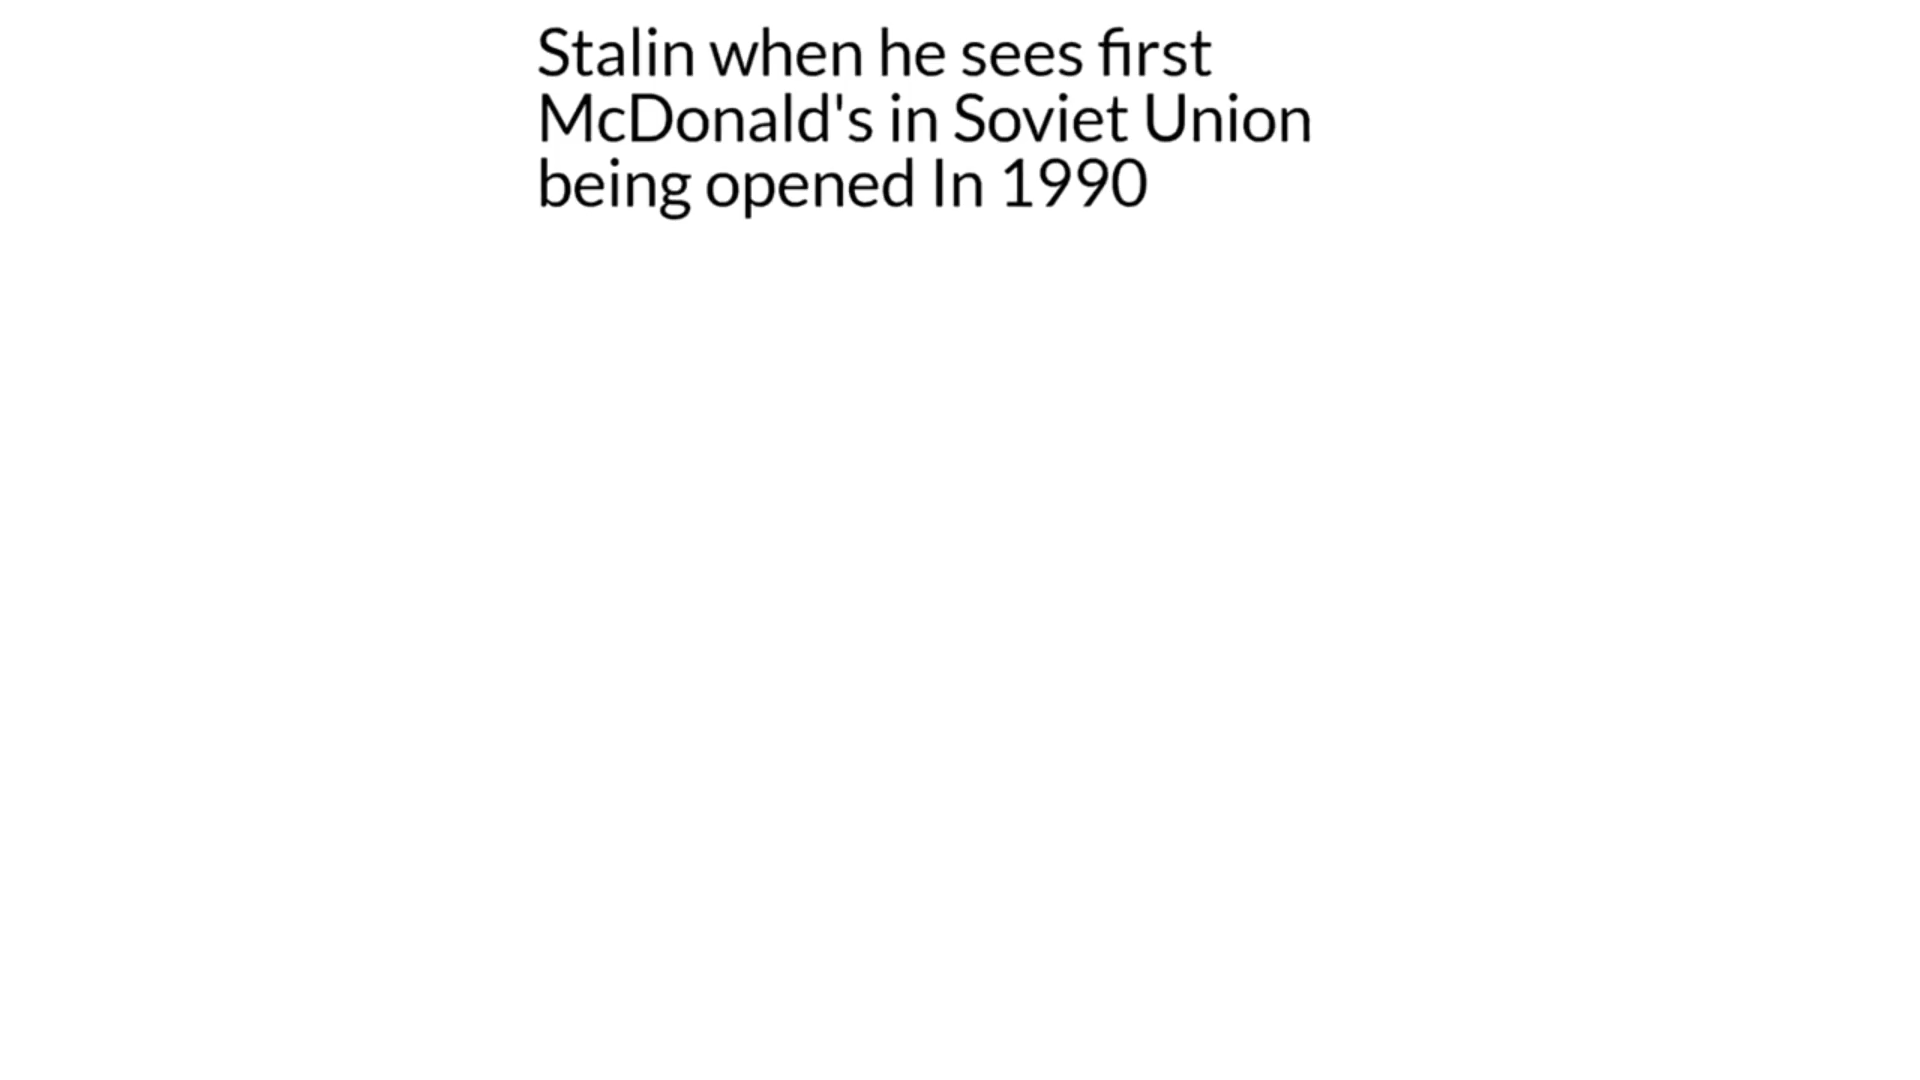 Stalin when he sees first
McDonald's in Soviet Union
being opened In 1990